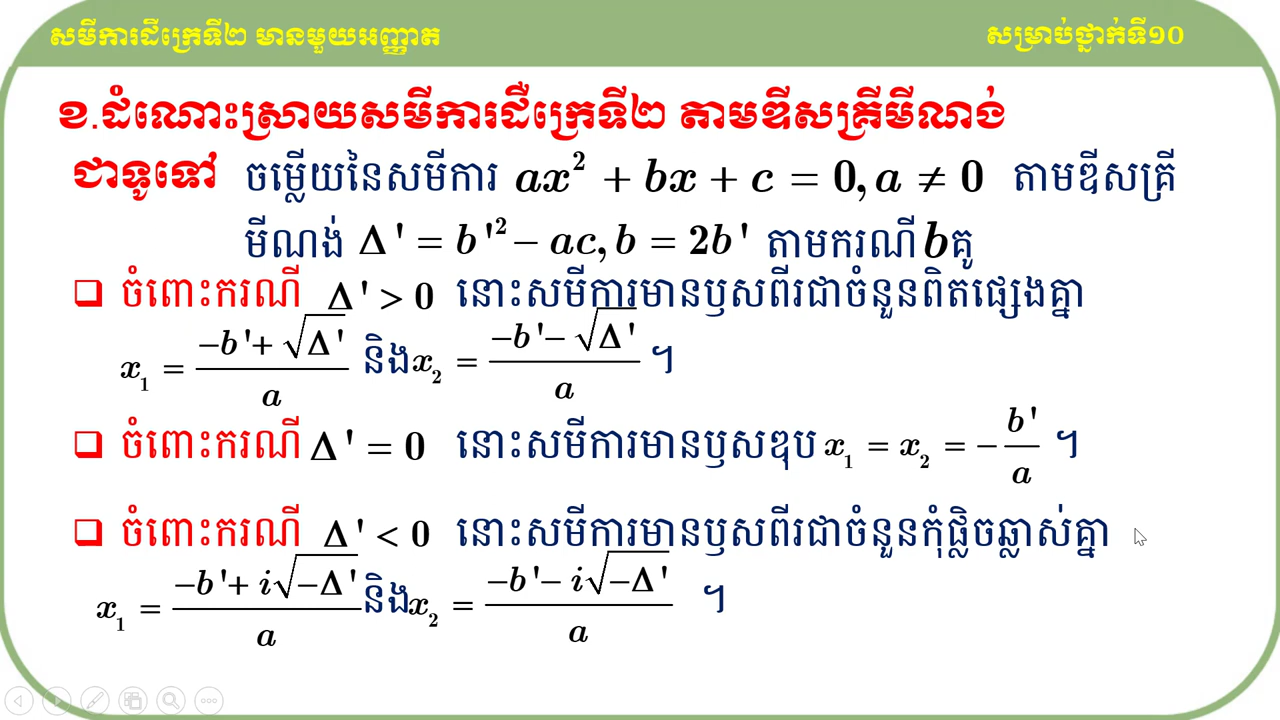 សមីការដឺក្រេទី២ មានមួយអញ្ញាត
សម្រាប់ថ្នាក់ទី១០
ខ.ដំណោះស្រាយសមីការដឺក្រេទី២ តាមឌីសគ្រីមីណង់
ជាទូទៅ ចម្លើយនៃសមីការ ax² + bx + c = 0, a ≠ 0 តាមឌីសគ្រី
មីណង់ Δ' = b'² − ac, b = 2b' តាមករណី b គូ
❑ ចំពោះករណី Δ' > 0 នោះសមីការមានឫសពីរជាចំនួនពិតផ្សេងគ្នា
x₁ = (−b' + √Δ')/a និង x₂ = (−b' − √Δ')/a ។
❑ ចំពោះករណី Δ' = 0 នោះសមីការមានឫសឌុប x₁ = x₂ = −b'/a ។
❑ ចំពោះករណី Δ' < 0 នោះសមីការមានឫសពីរជាចំនួនកុំផ្លិចឆ្លាស់គ្នា
x₁ = (−b' + i√−Δ')/a និង x₂ = (−b' − i√−Δ')/a ។